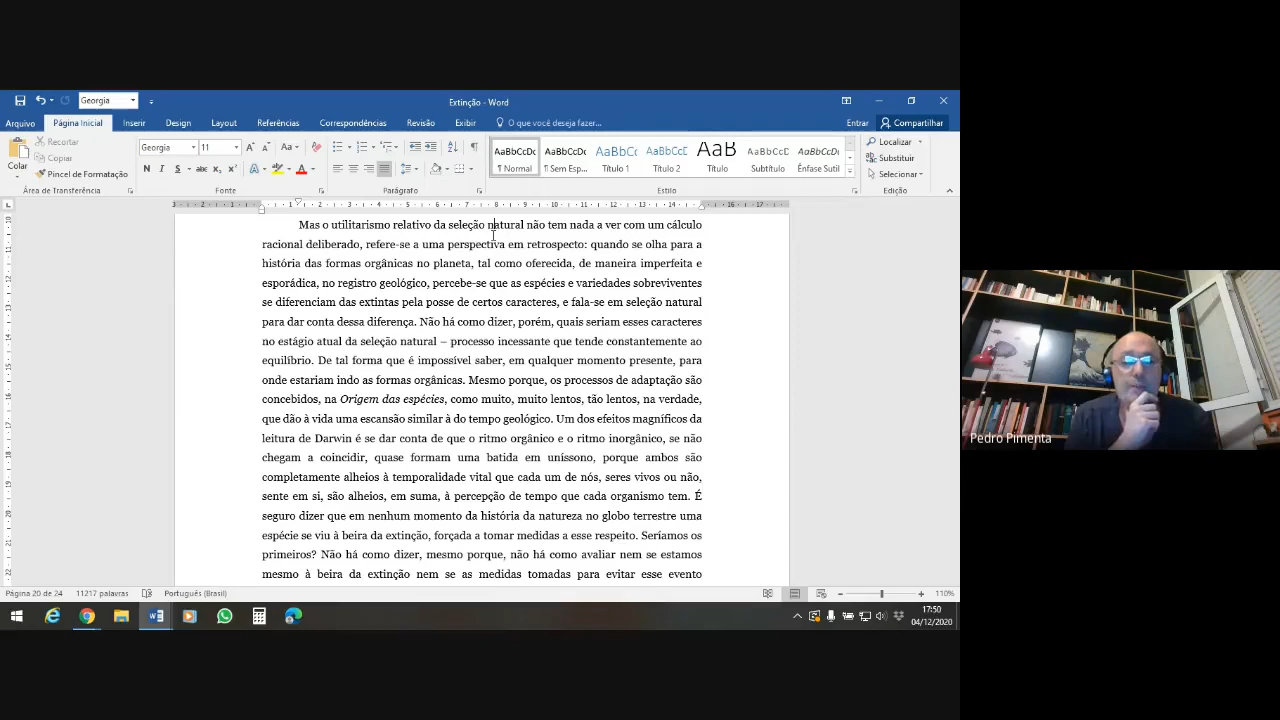 Georgia
Extinção - Word
Arquivo Página Inicial Inserir Design Layout Referências Correspondências Revisão Exibir O que você deseja fazer... Entrar Compartilhar
Colar
Recortar
Copiar
Pincel de Formatação
Área de Transferência
Georgia 11
N I S abc x₂ x²
Fonte
Parágrafo
AaBbCcDc AaBbCcDc AaBbCc AaBbCcE AaB AaBbCcC AaBbCcDı
¶ Normal ¶ Sem Esp... Título 1 Título 2 Título Subtítulo Ênfase Sutil
Estilo
Localizar
Substituir
Selecionar
Edição
Mas o utilitarismo relativo da seleção natural não tem nada a ver com um cálculo
racional deliberado, refere-se a uma perspectiva em retrospecto: quando se olha para a
história das formas orgânicas no planeta, tal como oferecida, de maneira imperfeita e
esporádica, no registro geológico, percebe-se que as espécies e variedades sobreviventes
se diferenciam das extintas pela posse de certos caracteres, e fala-se em seleção natural
para dar conta dessa diferença. Não há como dizer, porém, quais seriam esses caracteres
no estágio atual da seleção natural – processo incessante que tende constantemente ao
equilíbrio. De tal forma que é impossível saber, em qualquer momento presente, para
onde estariam indo as formas orgânicas. Mesmo porque, os processos de adaptação são
concebidos, na Origem das espécies, como muito, muito lentos, tão lentos, na verdade,
que dão à vida uma escansão similar à do tempo geológico. Um dos efeitos magníficos da
leitura de Darwin é se dar conta de que o ritmo orgânico e o ritmo inorgânico, se não
chegam a coincidir, quase formam uma batida em uníssono, porque ambos são
completamente alheios à temporalidade vital que cada um de nós, seres vivos ou não,
sente em si, são alheios, em suma, à percepção de tempo que cada organismo tem. É
seguro dizer que em nenhum momento da história da natureza no globo terrestre uma
espécie se viu à beira da extinção, forçada a tomar medidas a esse respeito. Seríamos os
primeiros? Não há como dizer, mesmo porque, não há como avaliar nem se estamos
mesmo à beira da extinção nem se as medidas tomadas para evitar esse evento
Página 20 de 24 11217 palavras Português (Brasil) 110%
17:50
04/12/2020
Pedro Pimenta